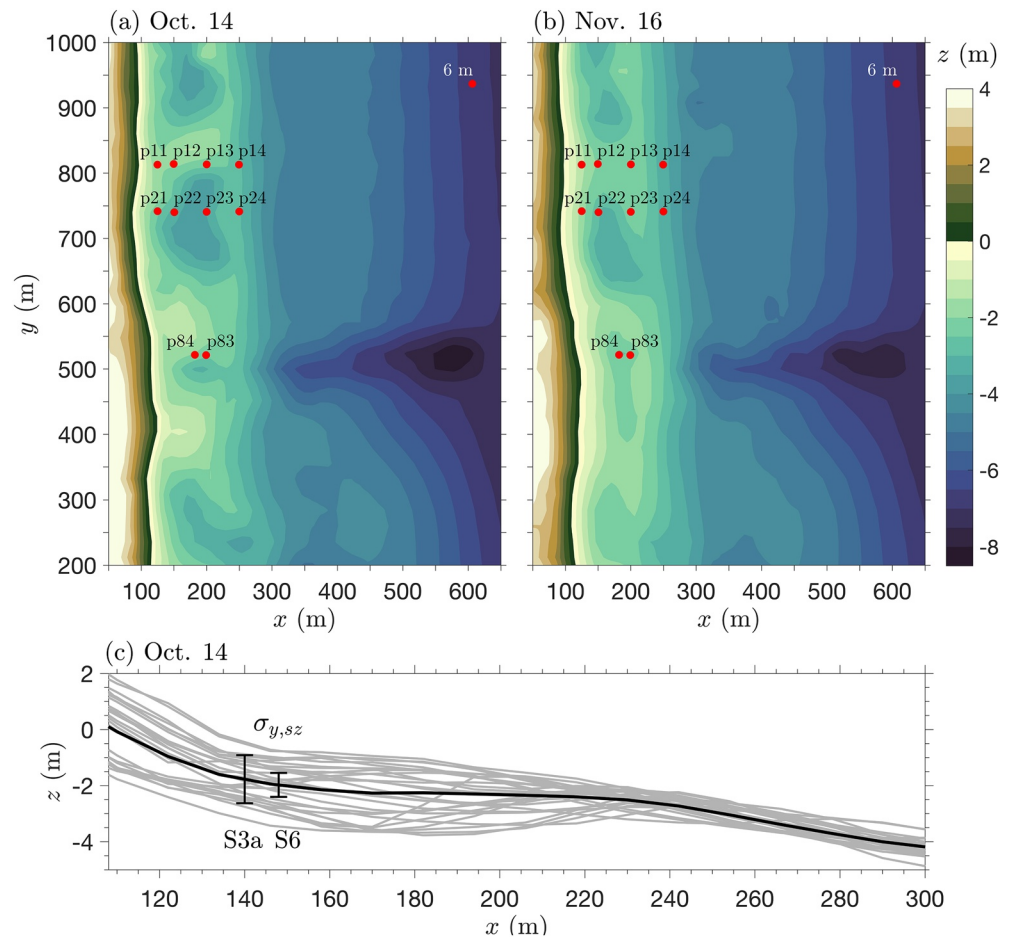 (a) Oct. 14
(b) Nov. 16
z (m)
1000
900
800
700
600
500
400
300
200
y (m)
6 m
p11 p12 p13 p14
p21 p22 p23 p24
p84 p83
100 200 300 400 500 600
x (m)
6 m
p11 p12 p13 p14
p21 p22 p23 p24
p84 p83
100 200 300 400 500 600
x (m)
4
2
0
-2
-4
-6
-8
(c) Oct. 14
2
0
-2
-4
z (m)
σy,sz
S3a S6
120 140 160 180 200 220 240 260 280 300
x (m)